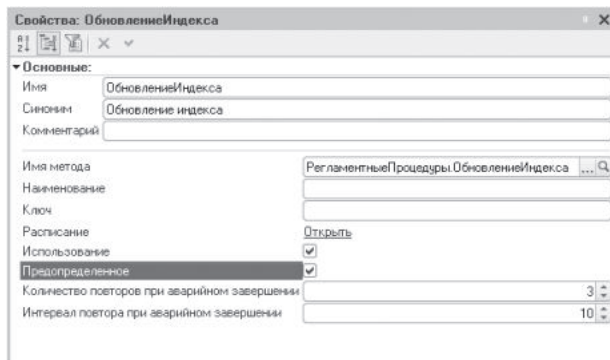 Свойства: ОбновлениеИндекса
Основные:
Имя ОбновлениеИндекса
Синоним Обновление индекса
Комментарий
Имя метода РегламентныеПроцедуры.ОбновлениеИндекса ...
Наименование
Ключ
Расписание Открыть
Использование
Предопределенное
Количество повторов при аварийном завершении 3
Интервал повтора при аварийном завершении 10